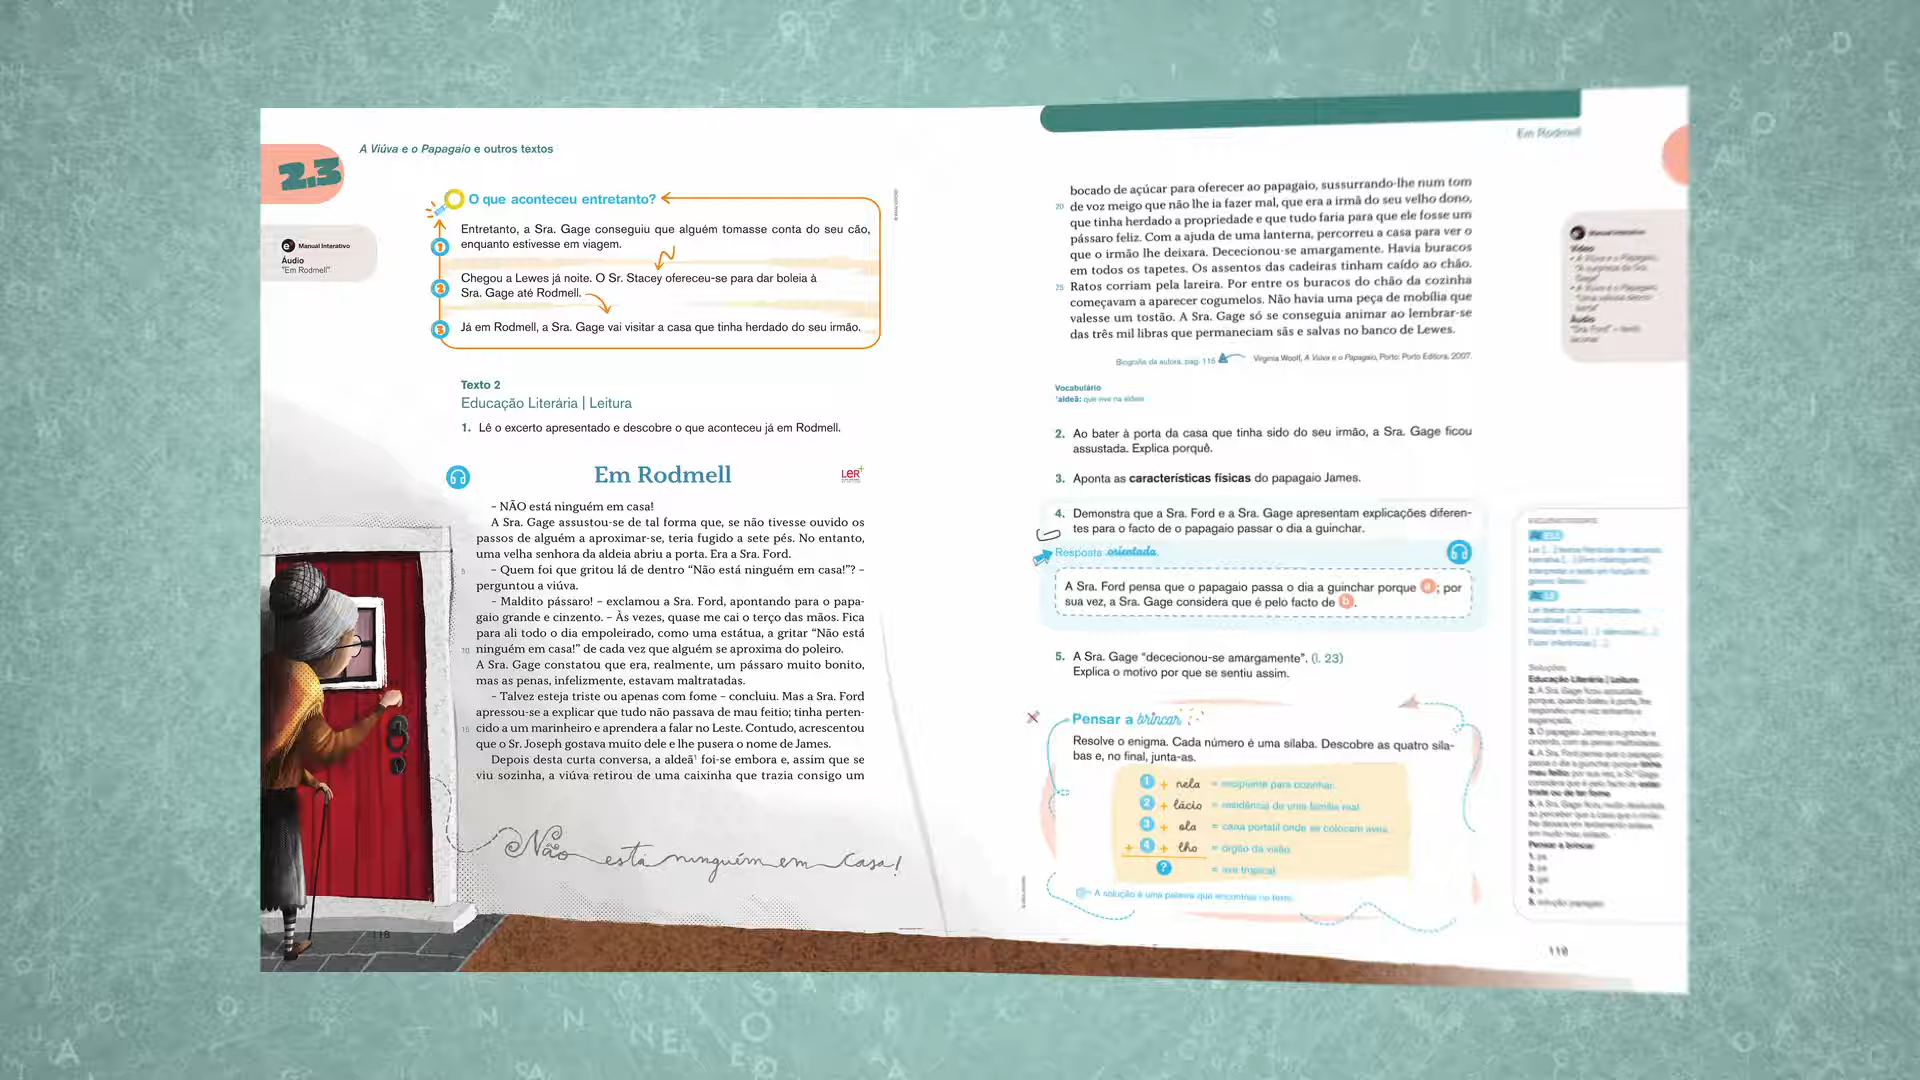 2.3
A Viúva e o Papagaio e outros textos
Manual Interativo
Áudio
"Em Rodmell"
O que aconteceu entretanto?
1
Entretanto, a Sra. Gage conseguiu que alguém tomasse conta do seu cão,
enquanto estivesse em viagem.
2
Chegou a Lewes já noite. O Sr. Stacey ofereceu-se para dar boleia à
Sra. Gage até Rodmell.
3
Já em Rodmell, a Sra. Gage vai visitar a casa que tinha herdado do seu irmão.
Texto 2
Educação Literária | Leitura
1. Lê o excerto apresentado e descobre o que aconteceu já em Rodmell.
Em Rodmell
LeR+
– NÃO está ninguém em casa!
A Sra. Gage assustou-se de tal forma que, se não tivesse ouvido os
passos de alguém a aproximar-se, teria fugido a sete pés. No entanto,
uma velha senhora da aldeia abriu a porta. Era a Sra. Ford.
5 – Quem foi que gritou lá de dentro “Não está ninguém em casa!”? –
perguntou a viúva.
– Maldito pássaro! – exclamou a Sra. Ford, apontando para o papa-
gaio grande e cinzento. – Às vezes, quase me cai o terço das mãos. Fica
para ali todo o dia empoleirado, como uma estátua, a gritar “Não está
10 ninguém em casa!” de cada vez que alguém se aproxima do poleiro.
A Sra. Gage constatou que era, realmente, um pássaro muito bonito,
mas as penas, infelizmente, estavam maltratadas.
– Talvez esteja triste ou apenas com fome – concluiu. Mas a Sra. Ford
apressou-se a explicar que tudo não passava de mau feitio; tinha perten-
15 cido a um marinheiro e aprendera a falar no Leste. Contudo, acrescentou
que o Sr. Joseph gostava muito dele e lhe pusera o nome de James.
Depois desta curta conversa, a aldeã¹ foi-se embora e, assim que se
viu sozinha, a viúva retirou de uma caixinha que trazia consigo um
Não está ninguém em casa!
118
Em Rodmell
bocado de açúcar para oferecer ao papagaio, sussurrando-lhe num tom
20 de voz meigo que não lhe ia fazer mal, que era a irmã do seu velho dono,
que tinha herdado a propriedade e que tudo faria para que ele fosse um
pássaro feliz. Com a ajuda de uma lanterna, percorreu a casa para ver o
que o irmão lhe deixara. Dececionou-se amargamente. Havia buracos
em todos os tapetes. Os assentos das cadeiras tinham caído ao chão.
25 Ratos corriam pela lareira. Por entre os buracos do chão da cozinha
começavam a aparecer cogumelos. Não havia uma peça de mobília que
valesse um tostão. A Sra. Gage só se conseguia animar ao lembrar-se
das três mil libras que permaneciam sãs e salvas no banco de Lewes.
Biografia da autora, pag. 115
Virginia Woolf, A Viúva e o Papagaio, Porto: Porto Editora, 2007.
Vocabulário
¹aldeã: que vive na aldeia
2. Ao bater à porta da casa que tinha sido do seu irmão, a Sra. Gage ficou
assustada. Explica porquê.
3. Aponta as características físicas do papagaio James.
4. Demonstra que a Sra. Ford e a Sra. Gage apresentam explicações diferen-
tes para o facto de o papagaio passar o dia a guinchar.
Resposta orientada
A Sra. Ford pensa que o papagaio passa o dia a guinchar porque a; por
sua vez, a Sra. Gage considera que é pelo facto de b.
5. A Sra. Gage “dececionou-se amargamente”. (l. 23)
Explica o motivo por que se sentiu assim.
Pensar a brincar
Resolve o enigma. Cada número é uma sílaba. Descobre as quatro síla-
bas e, no final, junta-as.
1 + nela = recipiente para cozinhar.
2 + lácio = residência de uma família real.
3 + ola = caixa portátil onde se colocam aves.
+ 4 + lho = órgão da visão.
? = ave tropical.
A solução é uma palavra que encontras no texto.
Manual Interativo
Vídeo
Áudio
Soluções
Educação Literária | Leitura
Pensar a brincar
119